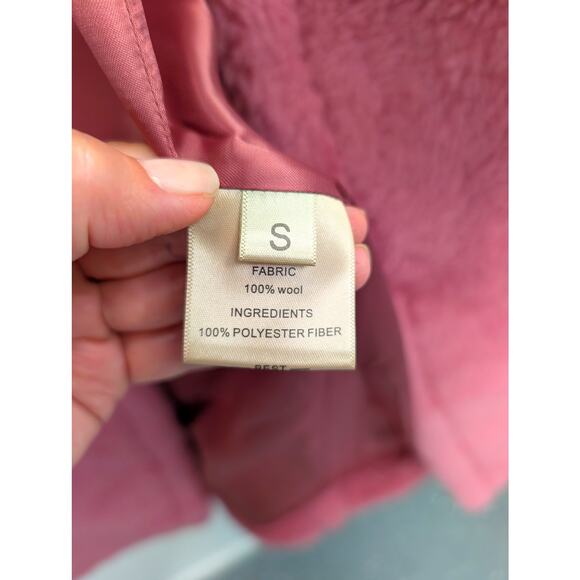 S
FABRIC
100% wool
INGREDIENTS
100% POLYESTER FIBER